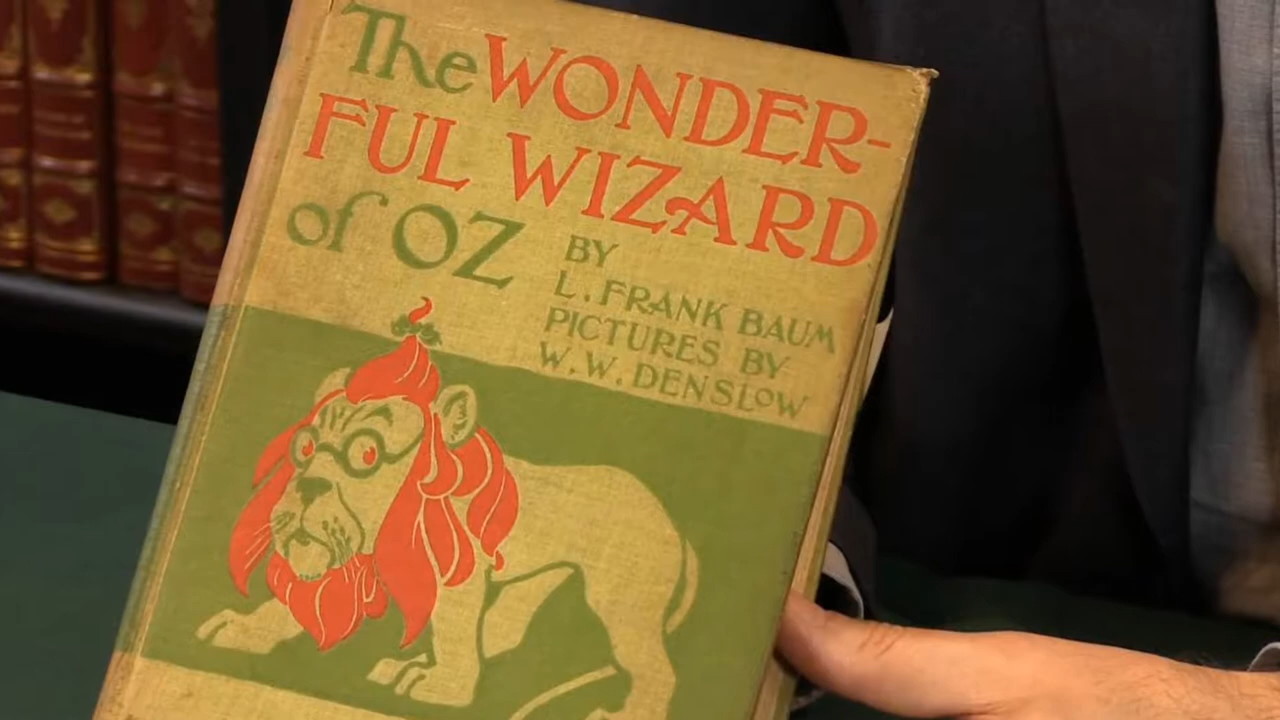 The WONDER-
FUL WIZARD
of OZ
BY
L. FRANK BAUM
PICTURES BY
W. W. DENSLOW